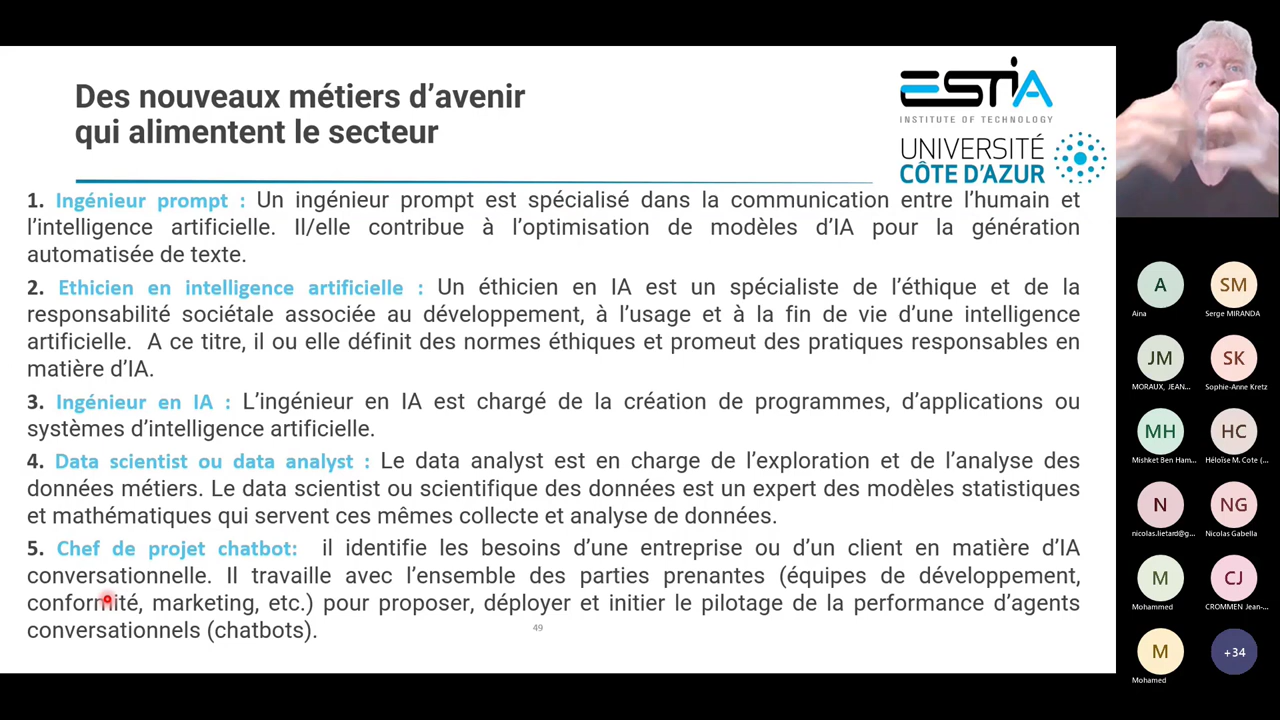 Des nouveaux métiers d'avenir
qui alimentent le secteur
ESTIA
INSTITUTE OF TECHNOLOGY
UNIVERSITÉ
CÔTE D'AZUR
1. Ingénieur prompt : Un ingénieur prompt est spécialisé dans la communication entre l'humain et
l'intelligence artificielle. Il/elle contribue à l'optimisation de modèles d'IA pour la génération
automatisée de texte.
2. Ethicien en intelligence artificielle : Un éthicien en IA est un spécialiste de l'éthique et de la
responsabilité sociétale associée au développement, à l'usage et à la fin de vie d'une intelligence
artificielle. A ce titre, il ou elle définit des normes éthiques et promeut des pratiques responsables en
matière d'IA.
3. Ingénieur en IA : L'ingénieur en IA est chargé de la création de programmes, d'applications ou
systèmes d'intelligence artificielle.
4. Data scientist ou data analyst : Le data analyst est en charge de l'exploration et de l'analyse des
données métiers. Le data scientist ou scientifique des données est un expert des modèles statistiques
et mathématiques qui servent ces mêmes collecte et analyse de données.
5. Chef de projet chatbot: il identifie les besoins d'une entreprise ou d'un client en matière d'IA
conversationnelle. Il travaille avec l'ensemble des parties prenantes (équipes de développement,
conformité, marketing, etc.) pour proposer, déployer et initier le pilotage de la performance d'agents
conversationnels (chatbots).
49
A SM
Aina Serge MIRANDA
JM SK
MORAUX, JEAN... Sophie-Anne Kretz
MH HC
Mishket Ben Ham... Héloïse M. Cote (...
N NG
nicolas.lietard@g... Nicolas Gabella
M CJ
Mohammed CROMMEN Jean-...
M +34
Mohamed